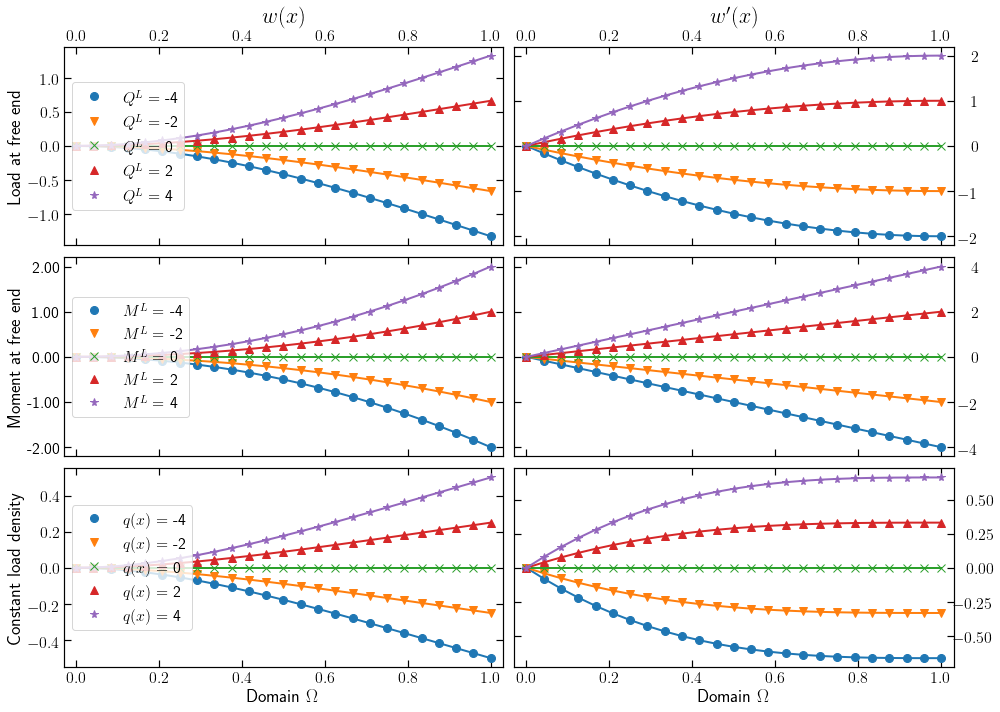 w(x) w′(x)
0.0 0.2 0.4 0.6 0.8 1.0 0.0 0.2 0.4 0.6 0.8 1.0
Load at free end
1.0
0.5
0.0
−0.5
−1.0
Q^L = -4
Q^L = -2
Q^L = 0
Q^L = 2
Q^L = 4
2
1
0
−1
−2
Moment at free end
2.00
1.00
0.00
-1.00
-2.00
M^L = -4
M^L = -2
M^L = 0
M^L = 2
M^L = 4
4
2
0
−2
−4
Constant load density
0.4
0.2
0.0
−0.2
−0.4
q(x) = -4
q(x) = -2
q(x) = 0
q(x) = 2
q(x) = 4
0.50
0.25
0.00
−0.25
−0.50
0.0 0.2 0.4 0.6 0.8 1.0 0.0 0.2 0.4 0.6 0.8 1.0
Domain Ω Domain Ω